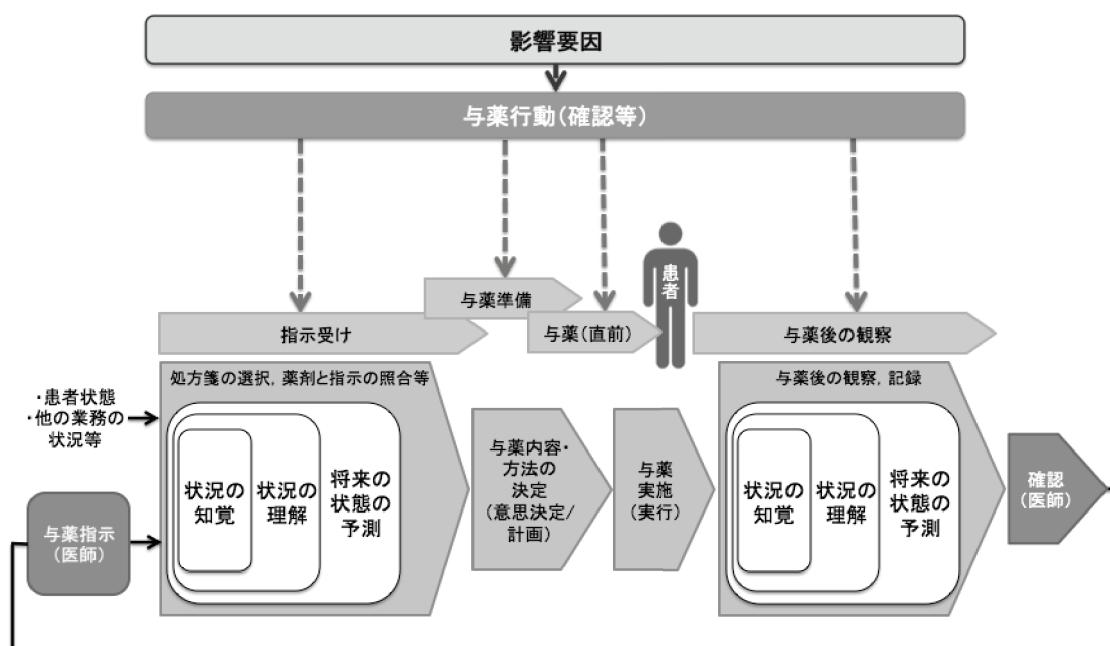 影響要因
与薬行動(確認等)
患
者
与薬準備
指示受け
与薬(直前)
与薬後の観察
処方箋の選択, 薬剤と指示の照合等
与薬後の観察, 記録
・患者状態
・他の業務の
状況等
与薬指示
(医師)
状況の
知覚
状況の
理解
将来の
状態の
予測
与薬内容・
方法の
決定
(意思決定/
計画)
与薬
実施
(実行)
状況の
知覚
状況の
理解
将来の
状態の
予測
確認
(医師)